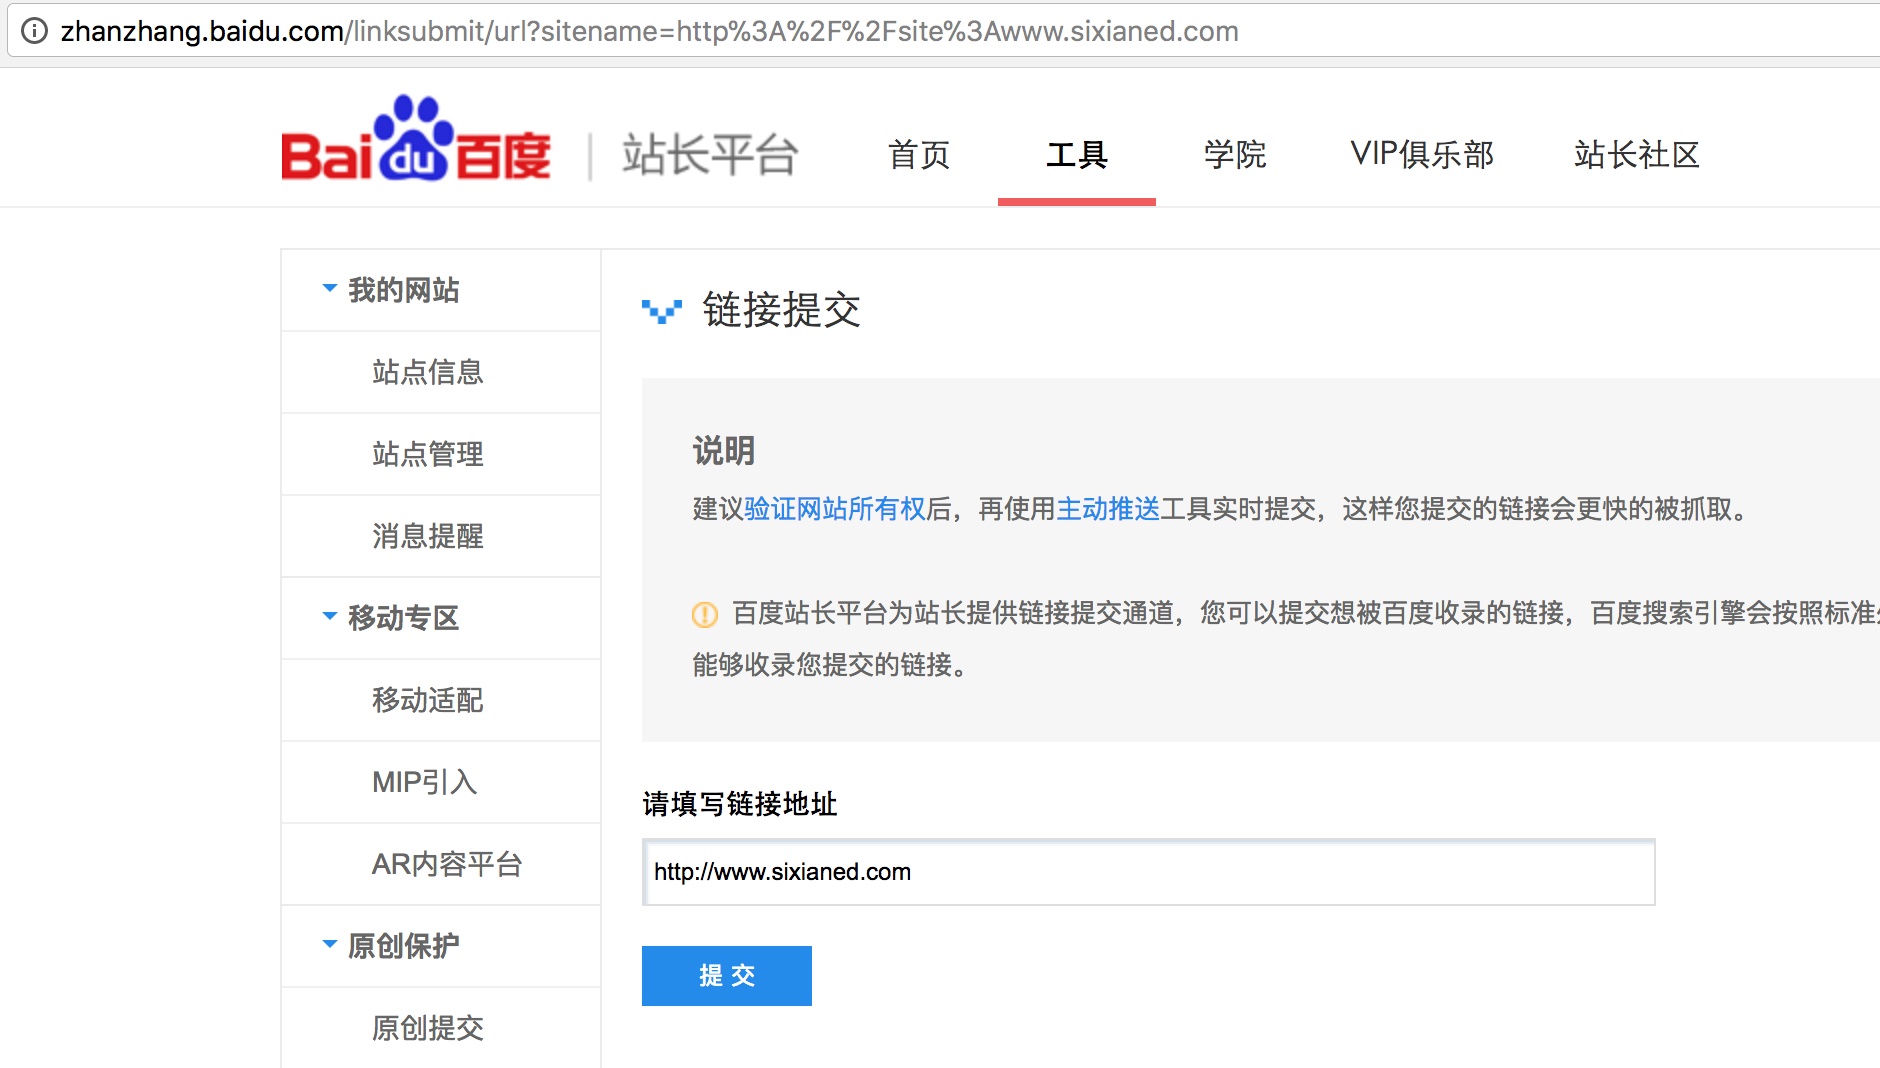 zhanzhang.baidu.com/linksubmit/url?sitename=http%3A%2F%2Fsite%3Awww.sixianed.com
Baidu百度 站长平台 首页 工具 学院 VIP俱乐部 站长社区
我的网站
站点信息
站点管理
消息提醒
移动专区
移动适配
MIP引入
AR内容平台
原创保护
原创提交
链接提交
说明
建议验证网站所有权后，再使用主动推送工具实时提交，这样您提交的链接会更快的被抓取。
百度站长平台为站长提供链接提交通道，您可以提交想被百度收录的链接，百度搜索引擎会按照标准
能够收录您提交的链接。
请填写链接地址
http://www.sixianed.com
提 交